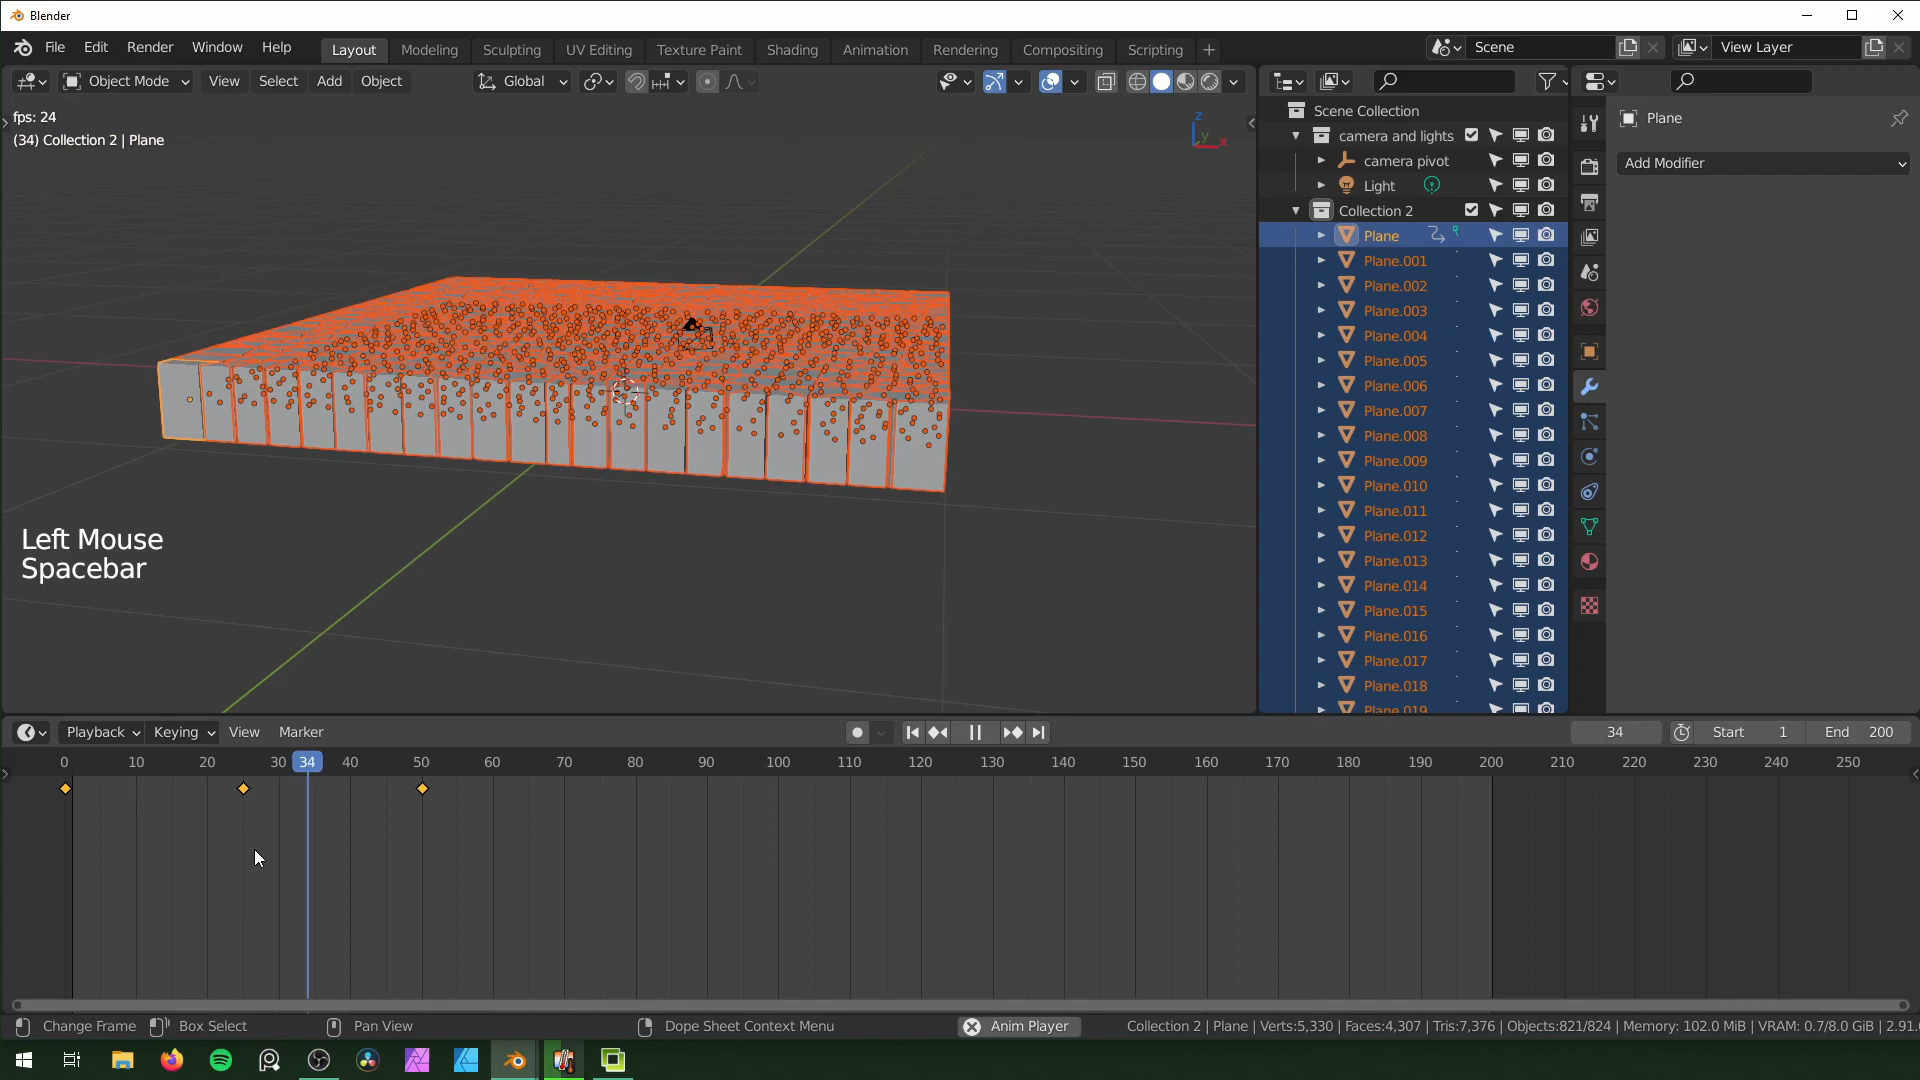 Blender
File Edit Render Window Help Layout Modeling Sculpting UV Editing Texture Paint Shading Animation Rendering Compositing Scripting + Scene View Layer
Object Mode View Select Add Object Global
fps: 24
(34) Collection 2 | Plane
Z
Y
X
Left Mouse
Spacebar
Scene Collection
camera and lights
camera pivot
Light
Collection 2
Plane
Plane.001
Plane.002
Plane.003
Plane.004
Plane.005
Plane.006
Plane.007
Plane.008
Plane.009
Plane.010
Plane.011
Plane.012
Plane.013
Plane.014
Plane.015
Plane.016
Plane.017
Plane.018
Plane.019
Plane
Add Modifier
Playback Keying View Marker 34 Start 1 End 200
0 10 20 30 34 40 50 60 70 80 90 100 110 120 130 140 150 160 170 180 190 200 210 220 230 240 250
Change Frame Box Select Pan View Dope Sheet Context Menu Anim Player Collection 2 | Plane | Verts:5,330 | Faces:4,307 | Tris:7,376 | Objects:821/824 | Memory: 102.0 MiB | VRAM: 0.7/8.0 GiB | 2.91.